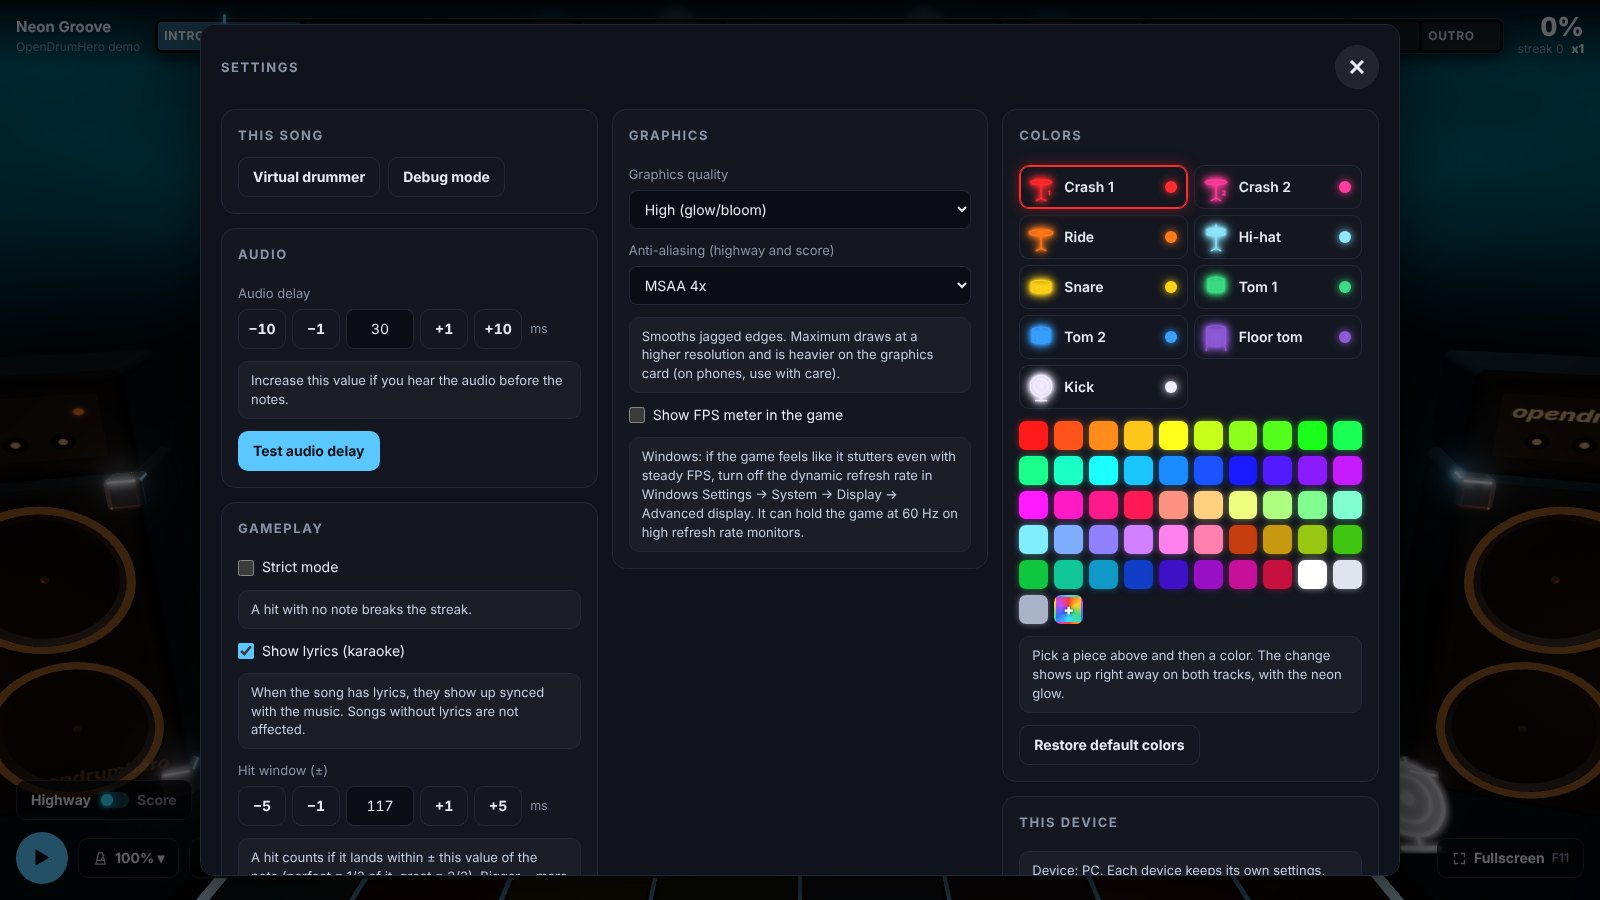 Neon Groove
OpenDrumHero demo
INTRO
OUTRO
0%
streak 0 x1
SETTINGS
THIS SONG
Virtual drummer
Debug mode
AUDIO
Audio delay
−10
−1
30
+1
+10
ms
Increase this value if you hear the audio before the
notes.
Test audio delay
GAMEPLAY
Strict mode
A hit with no note breaks the streak.
Show lyrics (karaoke)
When the song has lyrics, they show up synced
with the music. Songs without lyrics are not
affected.
Hit window (±)
−5
−1
117
+1
+5
ms
A hit counts if it lands within ± this value of the
GRAPHICS
Graphics quality
High (glow/bloom)
Anti-aliasing (highway and score)
MSAA 4x
Smooths jagged edges. Maximum draws at a
higher resolution and is heavier on the graphics
card (on phones, use with care).
Show FPS meter in the game
Windows: if the game feels like it stutters even with
steady FPS, turn off the dynamic refresh rate in
Windows Settings → System → Display →
Advanced display. It can hold the game at 60 Hz on
high refresh rate monitors.
COLORS
Crash 1
Crash 2
Ride
Hi-hat
Snare
Tom 1
Tom 2
Floor tom
Kick
Pick a piece above and then a color. The change
shows up right away on both tracks, with the neon
glow.
Restore default colors
THIS DEVICE
Device: PC. Each device keeps its own settings.
Highway
Score
100% ▾
Fullscreen F11